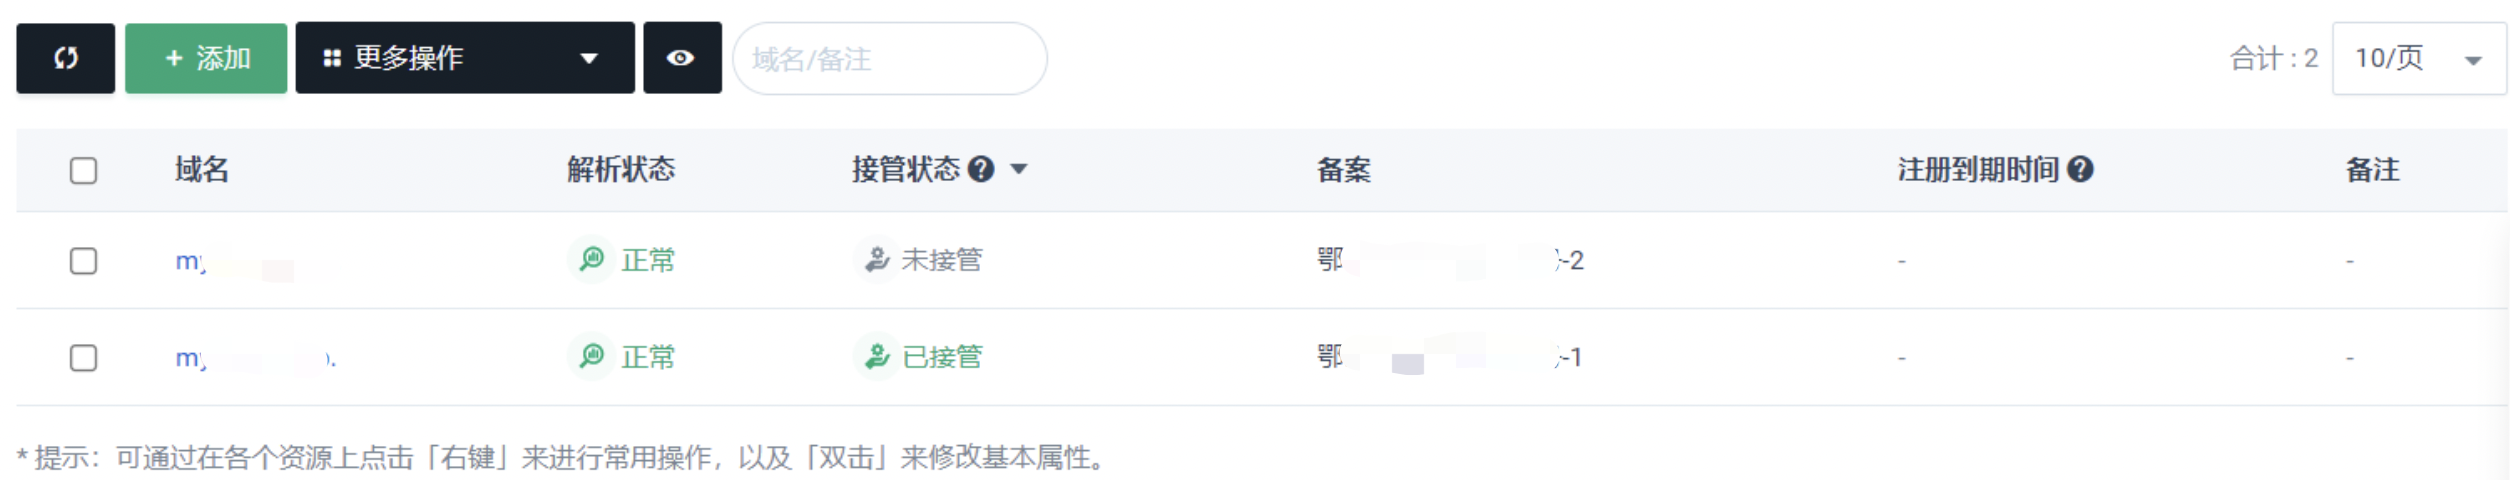 + 添加 更多操作 域名/备注 合计 : 2 10/页
域名 解析状态 接管状态 备案 注册到期时间 备注
my 正常 未接管 鄂 -2 - -
my . 正常 已接管 鄂 -1 - -
* 提示：可通过在各个资源上点击「右键」来进行常用操作，以及「双击」来修改基本属性。